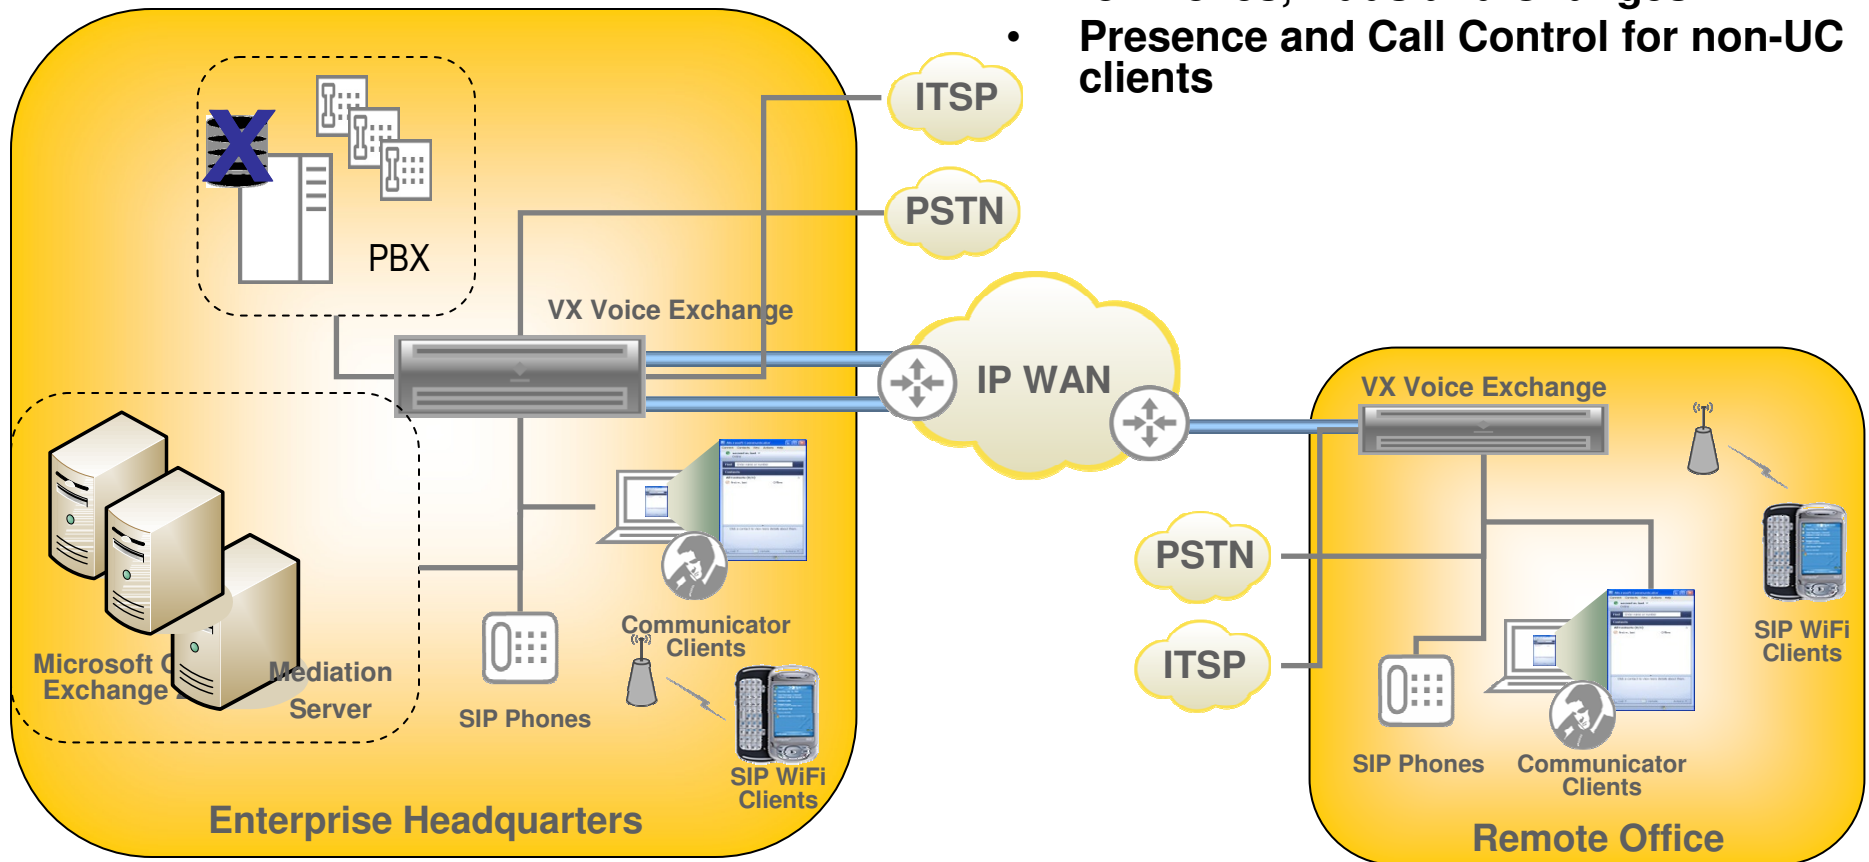 • Presence and Call Control for non-UC
clients
ITSP
PSTN
PBX
VX Voice Exchange
IP WAN
VX Voice Exchange
PSTN
ITSP
Communicator
Clients
SIP WiFi
Clients
Microsoft
Exchange
Mediation
Server
SIP Phones
SIP WiFi
Clients
SIP Phones
Communicator
Clients
Enterprise Headquarters
Remote Office